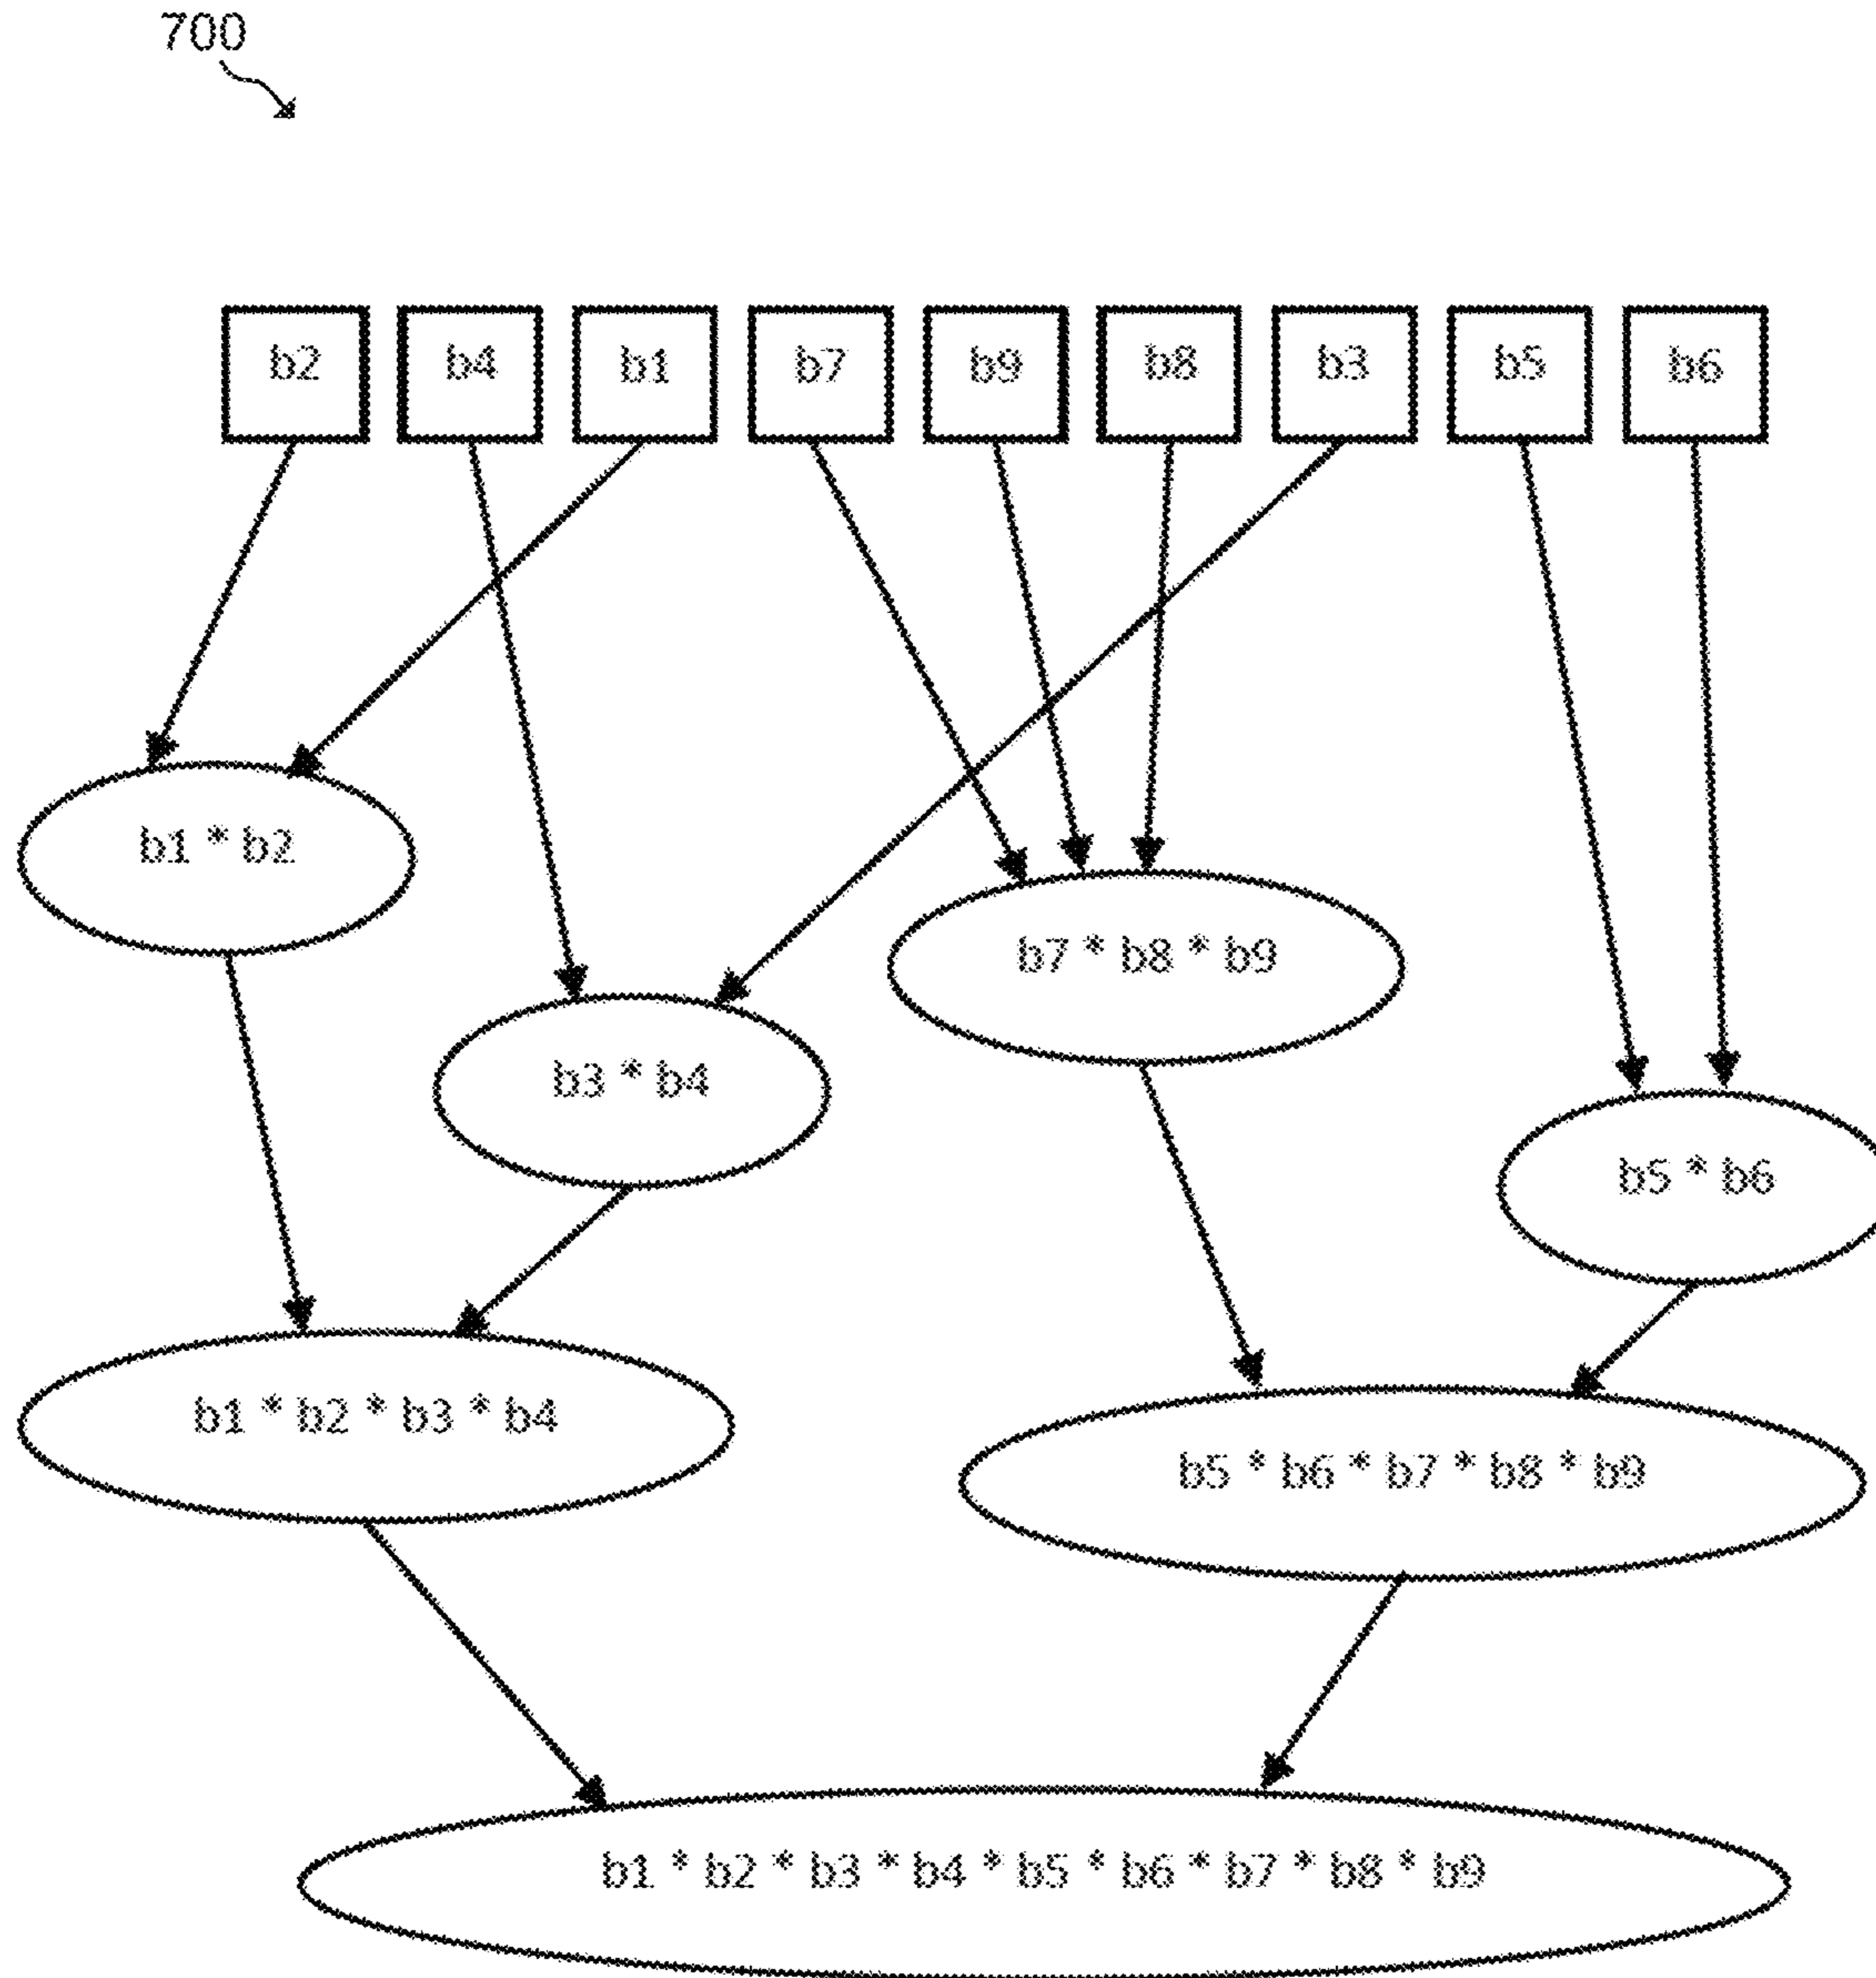 700
b2 b4 b1 b7 b9 b8 b3 b5 b6
b1 * b2
b7 * b8 * b9
b3 * b4
b5 * b6
b1 * b2 * b3 * b4
b5 * b6 * b7 * b8 * b9
b1 * b2 * b3 * b4 * b5 * b6 * b7 * b8 * b9